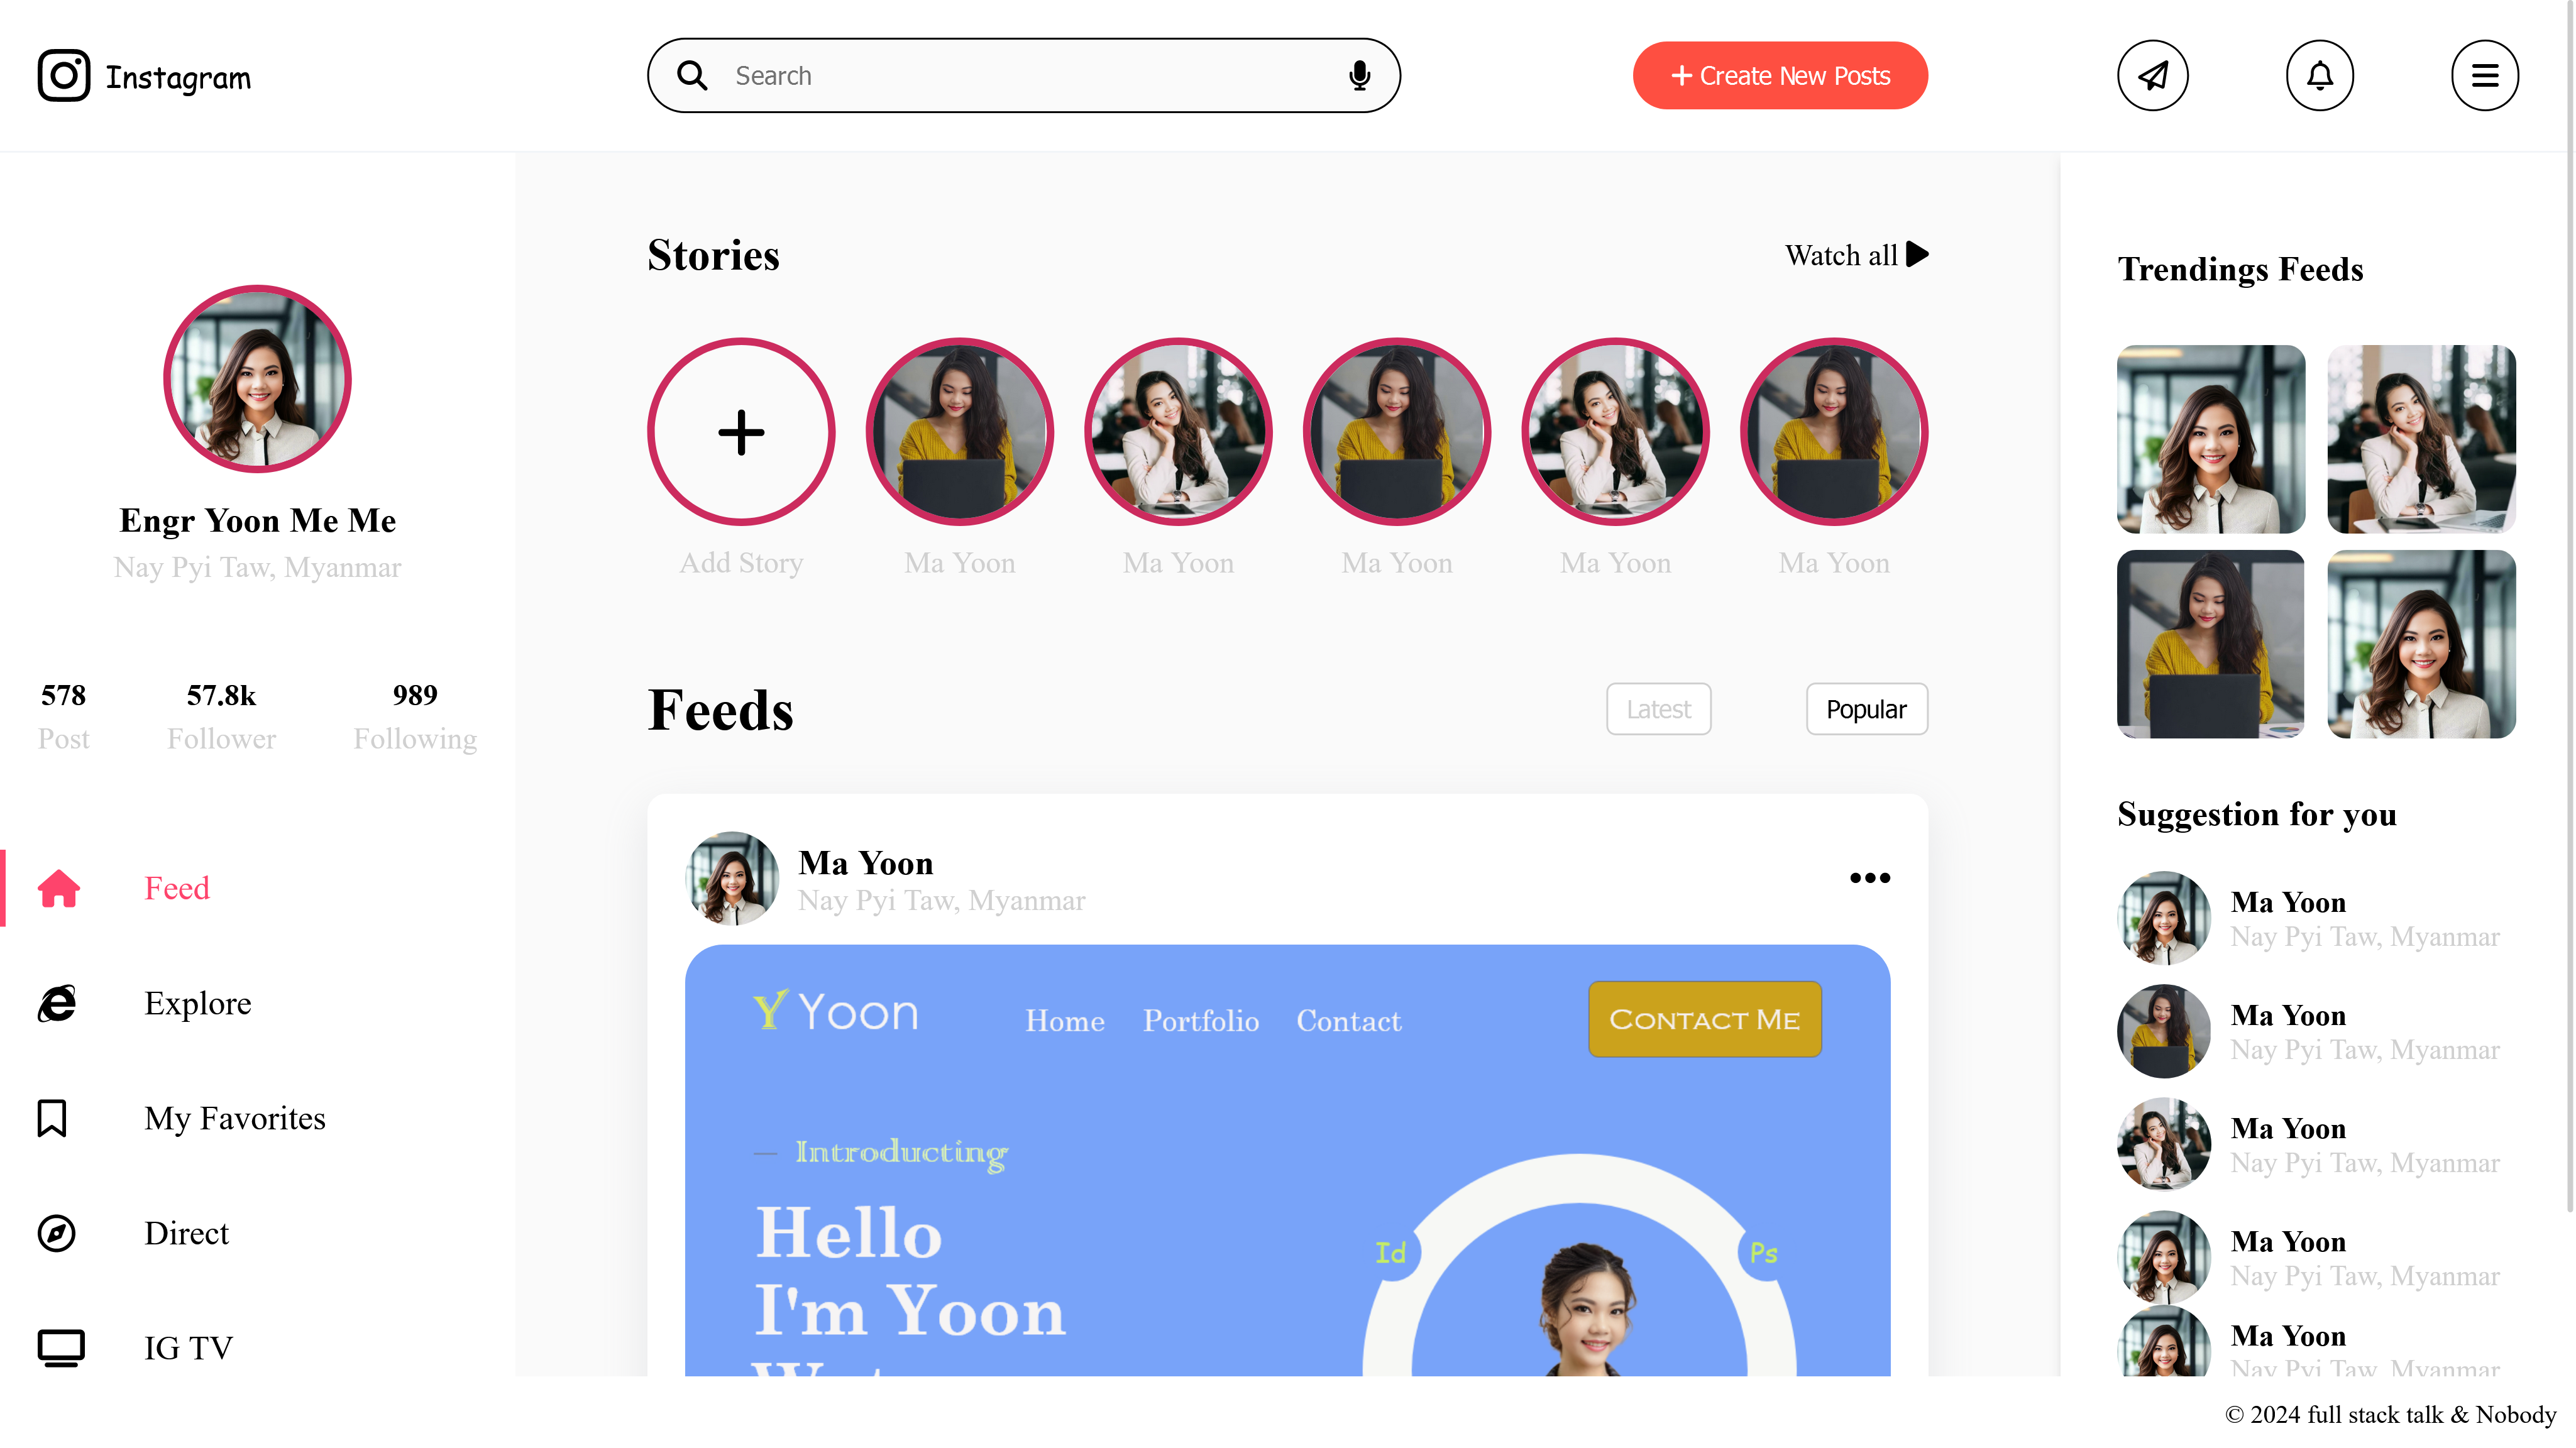 Instagram
Search
Create New Posts
Engr Yoon Me Me
Nay Pyi Taw, Myanmar
578 57.8k 989
Post Follower Following
Feed
Explore
My Favorites
Direct
IG TV
Stories
Watch all
Add Story Ma Yoon Ma Yoon Ma Yoon Ma Yoon Ma Yoon
Feeds
Latest Popular
Ma Yoon
Nay Pyi Taw, Myanmar
Y Yoon Home Portfolio Contact CONTACT ME
— Introducting
Hello
I'm Yoon
Id
Ps
Trendings Feeds
Suggestion for you
Ma Yoon
Nay Pyi Taw, Myanmar
Ma Yoon
Nay Pyi Taw, Myanmar
Ma Yoon
Nay Pyi Taw, Myanmar
Ma Yoon
Nay Pyi Taw, Myanmar
Ma Yoon
Nay Pyi Taw, Myanmar
© 2024 full stack talk & Nobody